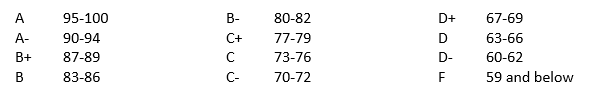 A 95-100 B- 80-82 D+ 67-69
A- 90-94 C+ 77-79 D 63-66
B+ 87-89 C 73-76 D- 60-62
B 83-86 C- 70-72 F 59 and below